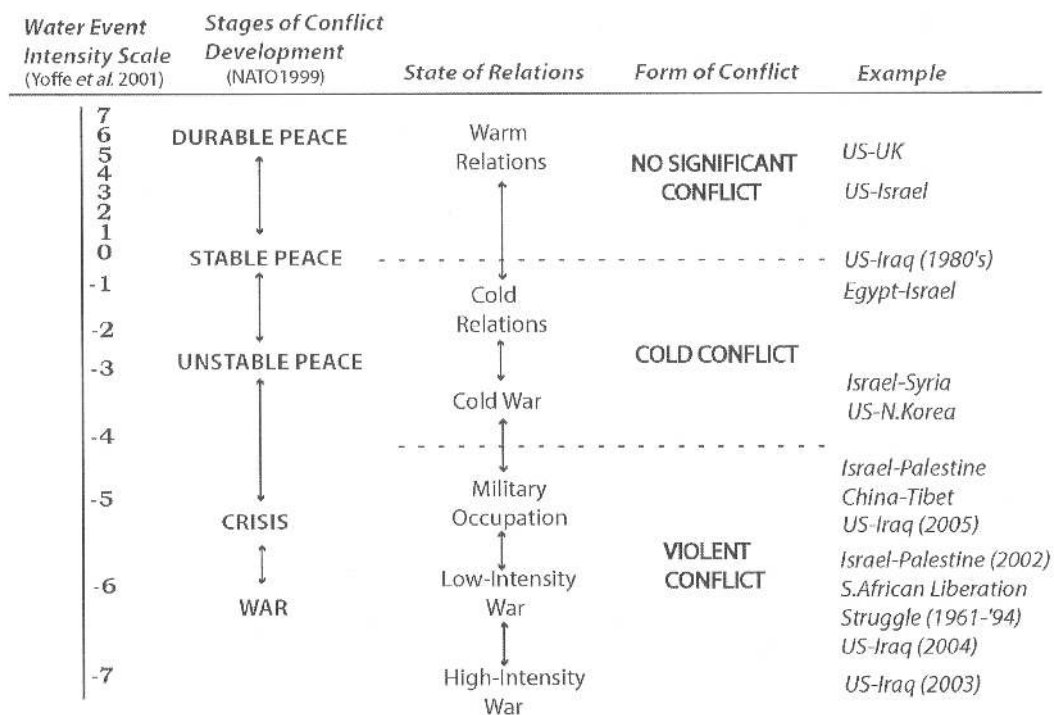 Water Event
Intensity Scale
(Yoffe et al. 2001)
Stages of Conflict
Development
(NATO1999)
State of Relations
Form of Conflict
Example
7
6
5
4
3
2
1
0
-1
-2
-3
-4
-5
-6
-7
DURABLE PEACE
STABLE PEACE
UNSTABLE PEACE
CRISIS
WAR
Warm
Relations
Cold
Relations
Cold War
Military
Occupation
Low-Intensity
War
High-Intensity
War
NO SIGNIFICANT
CONFLICT
COLD CONFLICT
VIOLENT
CONFLICT
US-UK
US-Israel
US-Iraq (1980's)
Egypt-Israel
Israel-Syria
US-N.Korea
Israel-Palestine
China-Tibet
US-Iraq (2005)
Israel-Palestine (2002)
S.African Liberation
Struggle (1961-'94)
US-Iraq (2004)
US-Iraq (2003)